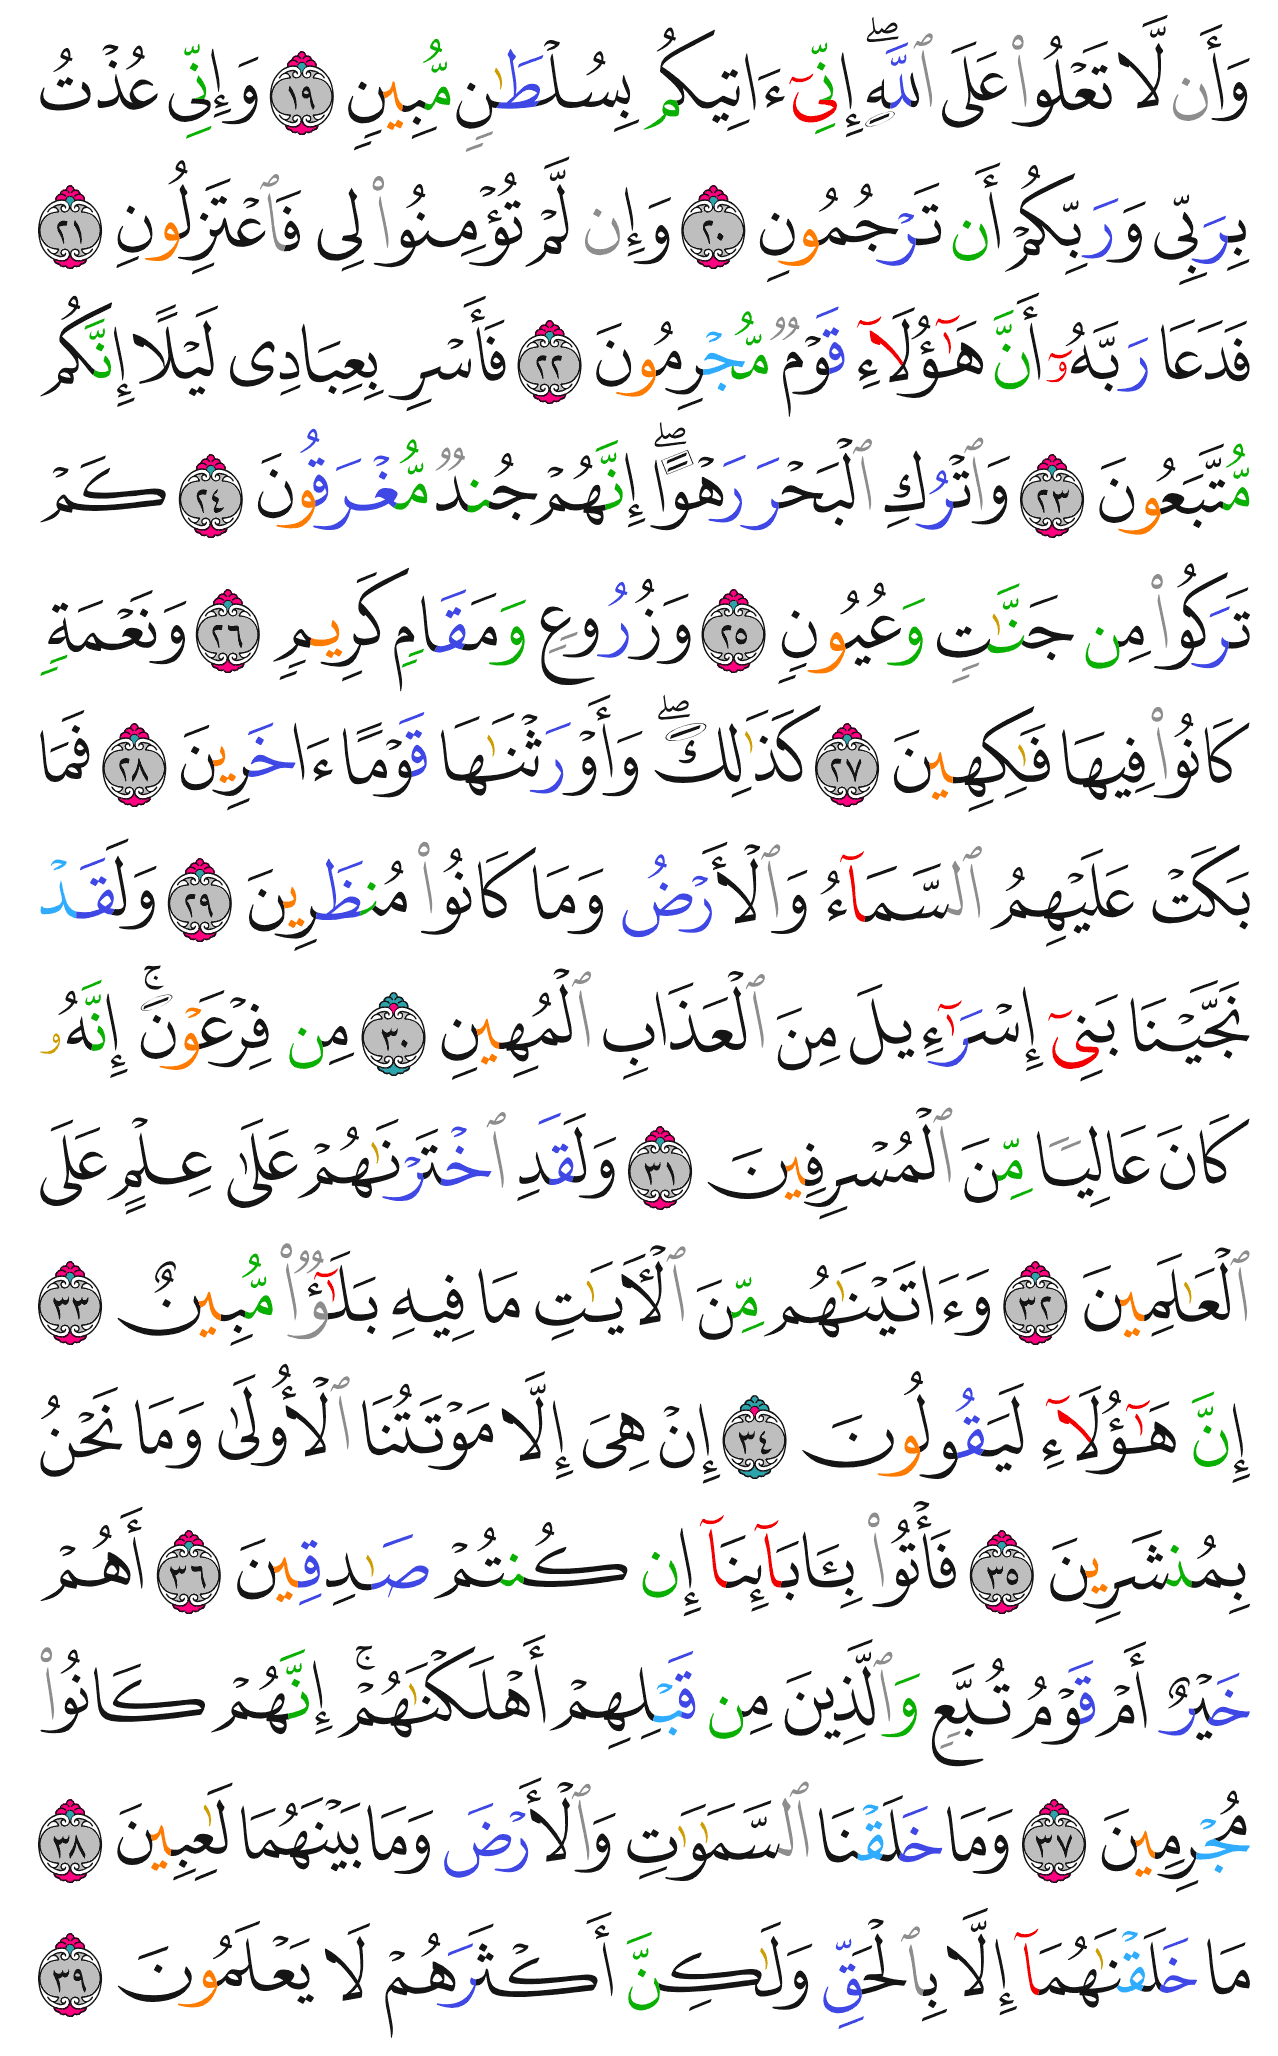 وَأَن لَّا تَعْلُوا۟ عَلَى ٱللَّهِ ۖ إِنِّىٓ ءَاتِيكُم بِسُلْطَـٰنٍ مُّبِينٍ ١٩ وَإِنِّى عُذْتُ
بِرَبِّى وَرَبِّكُمْ أَن تَرْجُمُونِ ٢٠ وَإِن لَّمْ تُؤْمِنُوا۟ لِى فَٱعْتَزِلُونِ ٢١
فَدَعَا رَبَّهُۥٓ أَنَّ هَـٰٓؤُلَآءِ قَوْمٌ مُّجْرِمُونَ ٢٢ فَأَسْرِ بِعِبَادِى لَيْلًا إِنَّكُم
مُّتَّبَعُونَ ٢٣ وَٱتْرُكِ ٱلْبَحْرَ رَهْوًا ۖ إِنَّهُمْ جُندٌ مُّغْرَقُونَ ٢٤ كَمْ
تَرَكُوا۟ مِن جَنَّـٰتٍ وَعُيُونٍ ٢٥ وَزُرُوعٍ وَمَقَامٍ كَرِيمٍ ٢٦ وَنَعْمَةٍ
كَانُوا۟ فِيهَا فَـٰكِهِينَ ٢٧ كَذَٰلِكَ ۖ وَأَوْرَثْنَـٰهَا قَوْمًا ءَاخَرِينَ ٢٨ فَمَا
بَكَتْ عَلَيْهِمُ ٱلسَّمَآءُ وَٱلْأَرْضُ وَمَا كَانُوا۟ مُنظَرِينَ ٢٩ وَلَقَدْ
نَجَّيْنَا بَنِىٓ إِسْرَٰٓءِيلَ مِنَ ٱلْعَذَابِ ٱلْمُهِينِ ٣٠ مِن فِرْعَوْنَ ۚ إِنَّهُۥ
كَانَ عَالِيًا مِّنَ ٱلْمُسْرِفِينَ ٣١ وَلَقَدِ ٱخْتَرْنَـٰهُمْ عَلَىٰ عِلْمٍ عَلَى
ٱلْعَـٰلَمِينَ ٣٢ وَءَاتَيْنَـٰهُم مِّنَ ٱلْـَٔايَـٰتِ مَا فِيهِ بَلَـٰٓؤٌا۟ مُّبِينٌ ٣٣
إِنَّ هَـٰٓؤُلَآءِ لَيَقُولُونَ ٣٤ إِنْ هِىَ إِلَّا مَوْتَتُنَا ٱلْأُولَىٰ وَمَا نَحْنُ
بِمُنشَرِينَ ٣٥ فَأْتُوا۟ بِـَٔابَآئِنَآ إِن كُنتُمْ صَـٰدِقِينَ ٣٦ أَهُمْ
خَيْرٌ أَمْ قَوْمُ تُبَّعٍ وَٱلَّذِينَ مِن قَبْلِهِمْ أَهْلَكْنَـٰهُمْ ۚ إِنَّهُمْ كَانُوا۟
مُجْرِمِينَ ٣٧ وَمَا خَلَقْنَا ٱلسَّمَـٰوَٰتِ وَٱلْأَرْضَ وَمَا بَيْنَهُمَا لَـٰعِبِينَ ٣٨
مَا خَلَقْنَـٰهُمَآ إِلَّا بِٱلْحَقِّ وَلَـٰكِنَّ أَكْثَرَهُمْ لَا يَعْلَمُونَ ٣٩